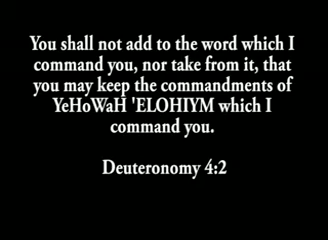 You shall not add to the word which I
command you, nor take from it, that
you may keep the commandments of
YeHoWaH 'ELOHIYM which I
command you.
Deuteronomy 4:2